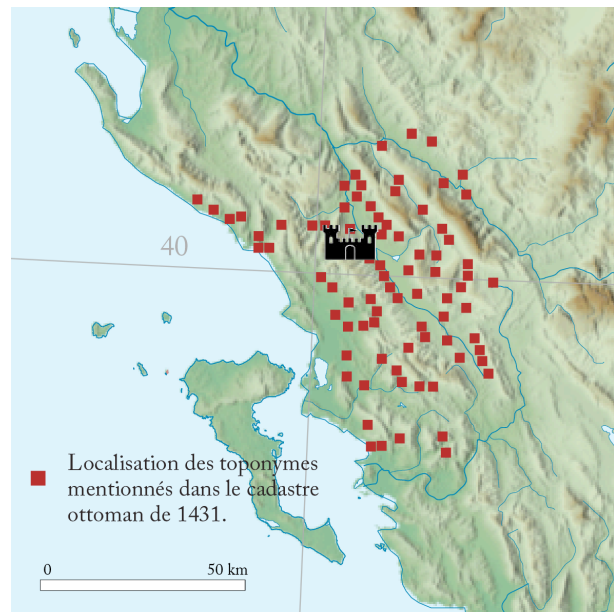 40
Localisation des toponymes
mentionnés dans le cadastre
ottoman de 1431.
0 50 km